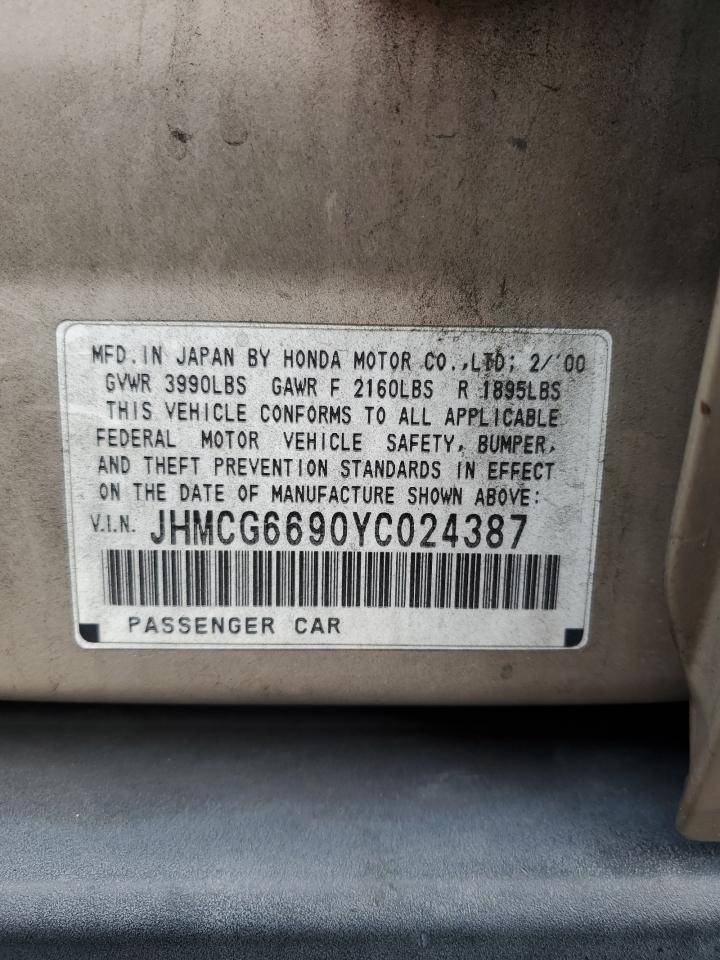 MFD. IN JAPAN BY HONDA MOTOR CO.,LTD; 2/'00
GVWR 3990LBS GAWR F 2160LBS R 1895LBS
THIS VEHICLE CONFORMS TO ALL APPLICABLE
FEDERAL MOTOR VEHICLE SAFETY, BUMPER,
AND THEFT PREVENTION STANDARDS IN EFFECT
ON THE DATE OF MANUFACTURE SHOWN ABOVE:
V.I.N. JHMCG6690YC024387
PASSENGER CAR